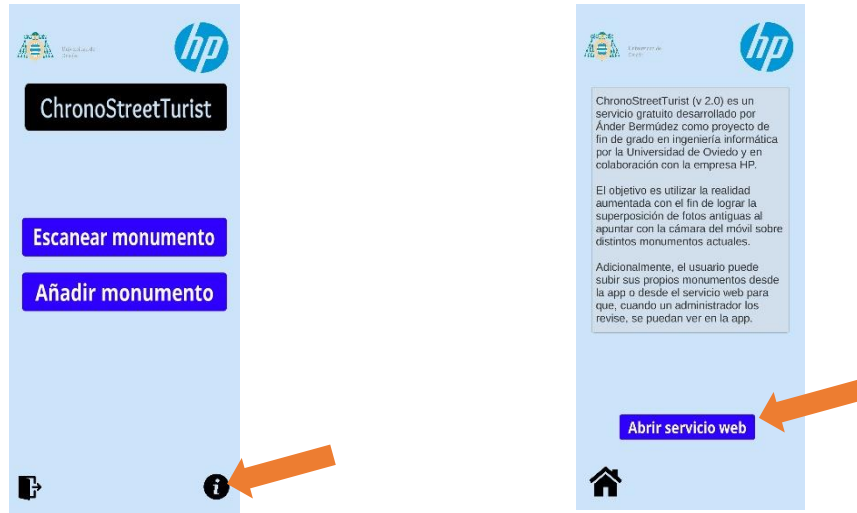 hp
ChronoStreetTurist
Escanear monumento
Añadir monumento
i
hp
ChronoStreetTurist (v 2.0) es un
servicio gratuito desarrollado por
Ánder Bermúdez como proyecto de
fin de grado en ingeniería informática
por la Universidad de Oviedo y en
colaboración con la empresa HP.
El objetivo es utilizar la realidad
aumentada con el fin de lograr la
superposición de fotos antiguas al
apuntar con la cámara del móvil sobre
distintos monumentos actuales.
Adicionalmente, el usuario puede
subir sus propios monumentos desde
la app o desde el servicio web para
que, cuando un administrador los
revise, se puedan ver en la app.
Abrir servicio web